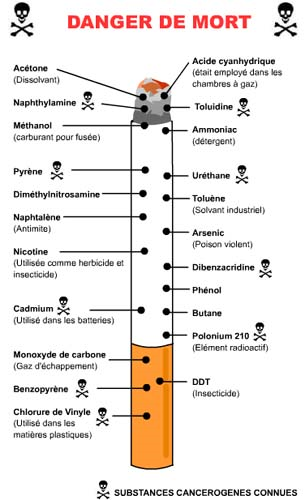 DANGER DE MORT
Acétone
(Dissolvant)
Naphthylamine
Méthanol
(carburant pour fusée)
Pyrène
Diméthylnitrosamine
Naphtalène
(Antimite)
Nicotine
(Utilisée comme herbicide et
insecticide)
Cadmium
(Utilisé dans les batteries)
Monoxyde de carbone
(Gaz d'échappement)
Benzopyrène
Chlorure de Vinyle
(Utilisé dans les
matières plastiques)
Acide cyanhydrique
(était employé dans les
chambres à gaz)
Toluidine
Ammoniac
(détergent)
Uréthane
Toluène
(Solvant industriel)
Arsenic
(Poison violent)
Dibenzacridine
Phénol
Butane
Polonium 210
(Elément radioactif)
DDT
(Insecticide)
SUBSTANCES CANCEROGENES CONNUES